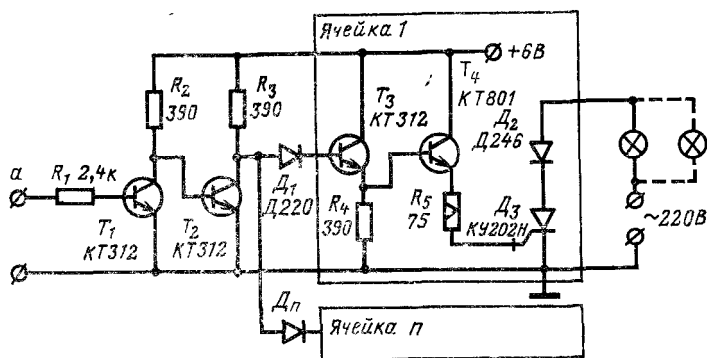 Ячейка 1
+6В
R2
390
R3
390
T3
КТ312
T4
КТ801
Д2
Д246
а
R1 2,4к
Д1
Д220
R4
390
R5
75
Д3
КУ202Н
~220В
T1
КТ312
T2
КТ312
Дп
Ячейка п